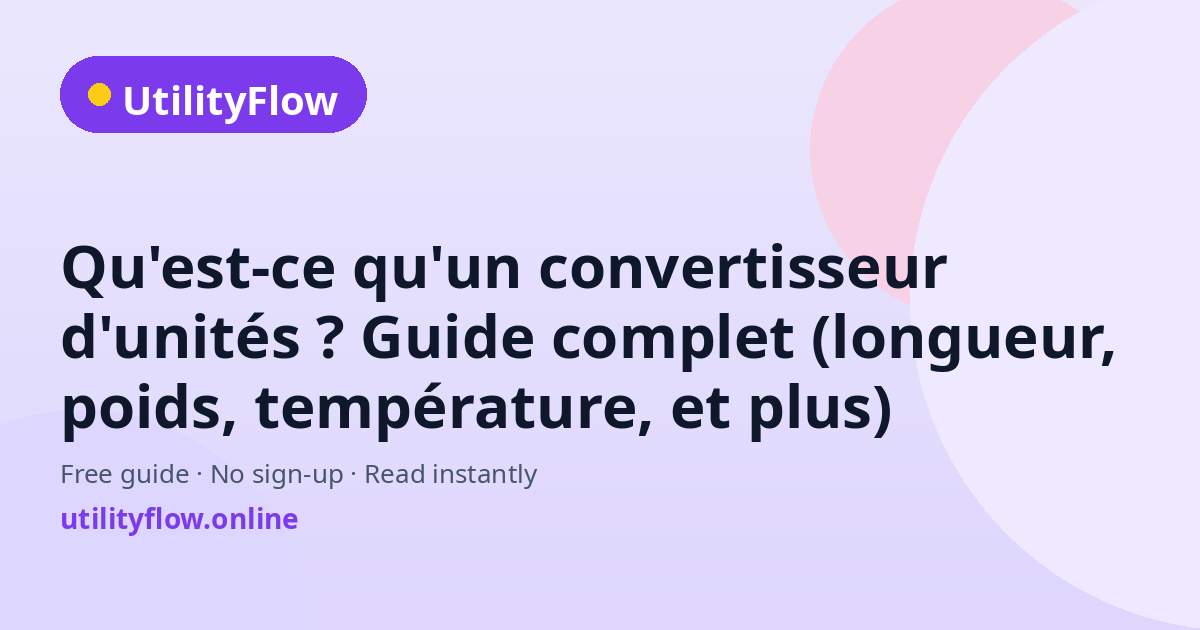 UtilityFlow
Qu'est-ce qu'un convertisseur
d'unités ? Guide complet (longueur,
poids, température, et plus)
Free guide · No sign-up · Read instantly
utilityflow.online